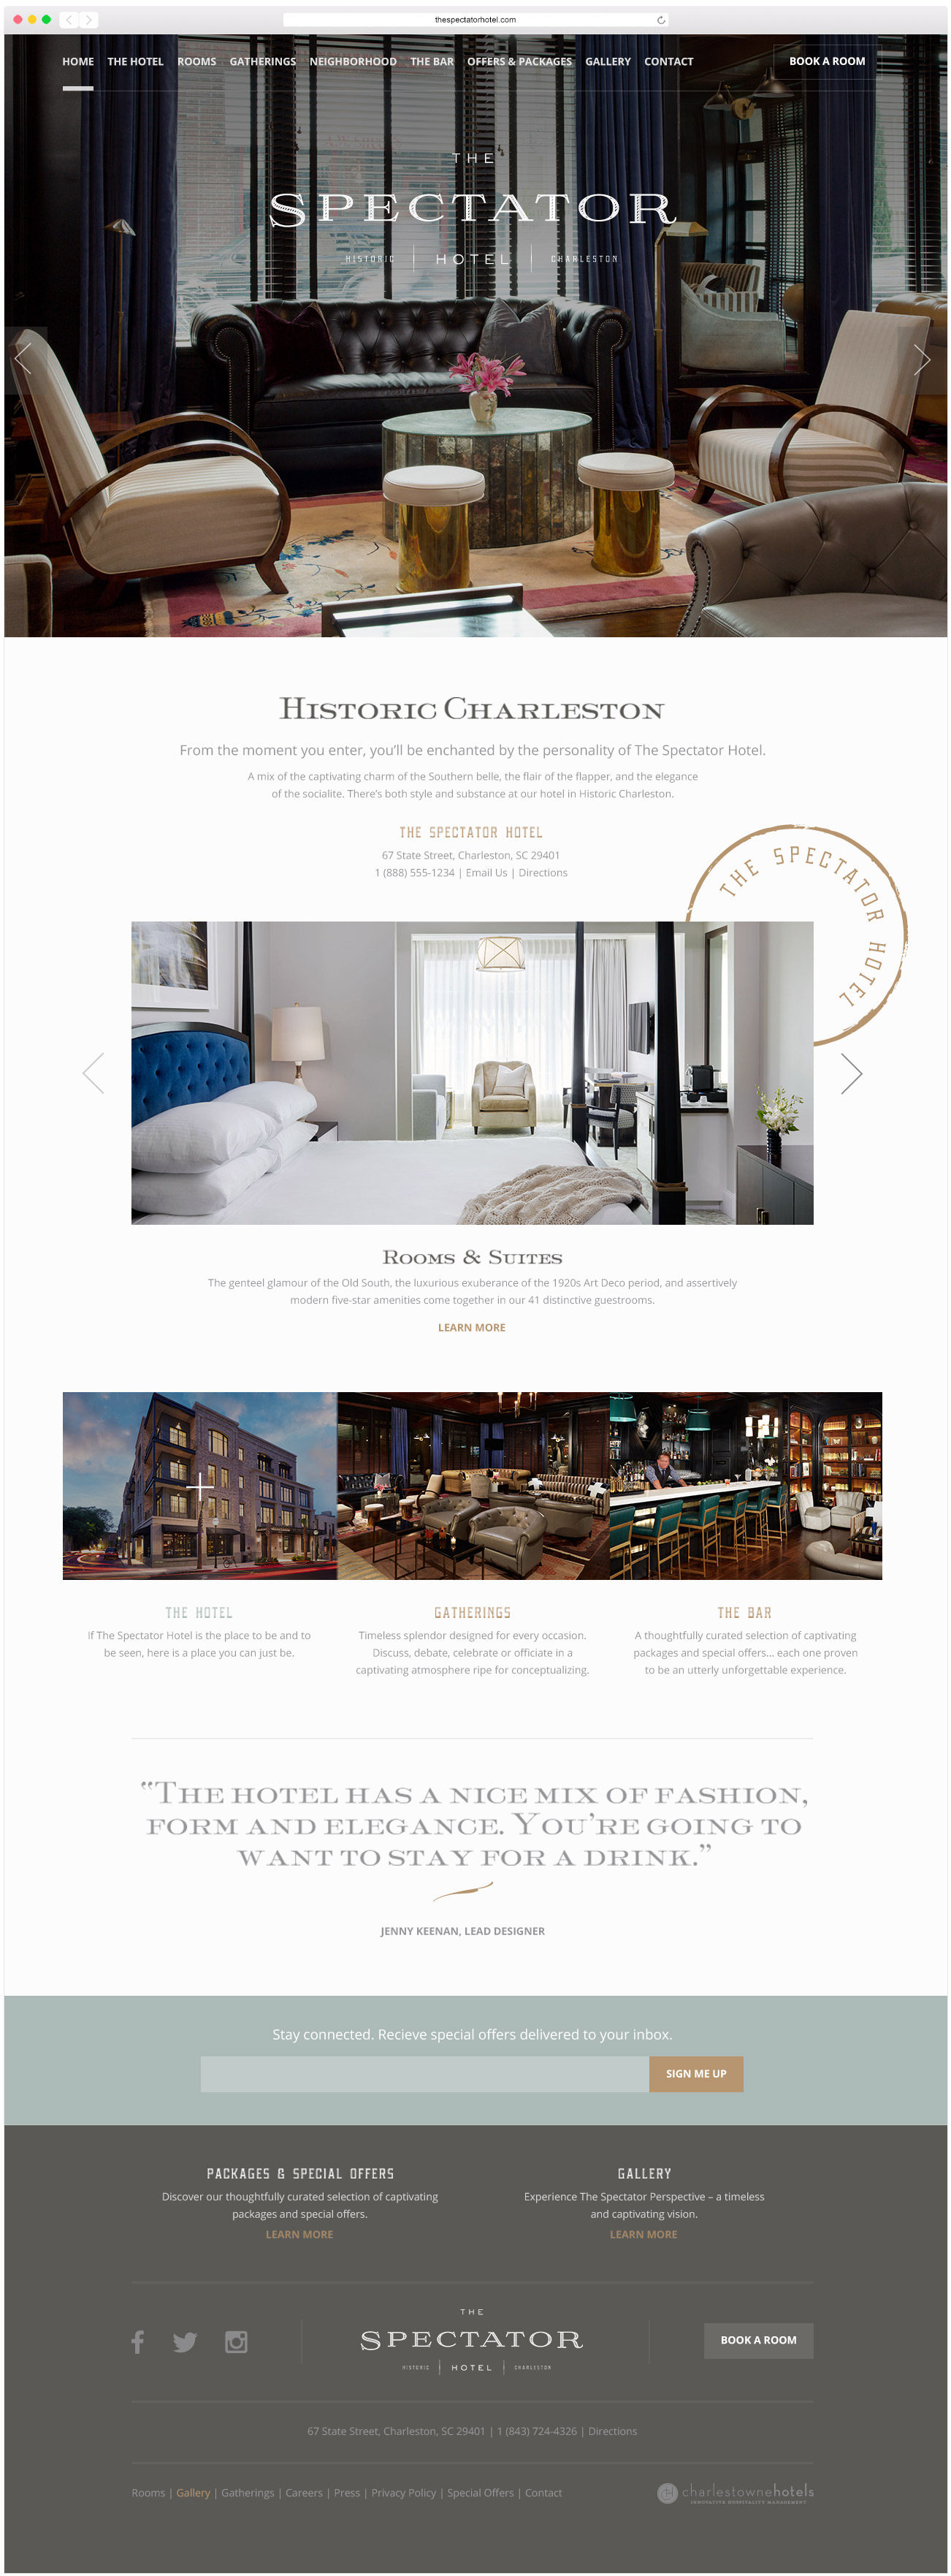 thespectatorhotel.com
HOME THE HOTEL ROOMS GATHERINGS NEIGHBORHOOD THE BAR OFFERS & PACKAGES GALLERY CONTACT BOOK A ROOM
THE
SPECTATOR
HISTORIC | HOTEL | CHARLESTON
HISTORIC CHARLESTON
From the moment you enter, you'll be enchanted by the personality of The Spectator Hotel.
A mix of the captivating charm of the Southern belle, the flair of the flapper, and the elegance
of the socialite. There's both style and substance at our hotel in Historic Charleston.
THE SPECTATOR HOTEL
67 State Street, Charleston, SC 29401
1 (888) 555-1234 | Email Us | Directions
THE SPECTATOR HOTEL
ROOMS & SUITES
The genteel glamour of the Old South, the luxurious exuberance of the 1920s Art Deco period, and assertively
modern five-star amenities come together in our 41 distinctive guestrooms.
LEARN MORE
THE HOTEL
If The Spectator Hotel is the place to be and to
be seen, here is a place you can just be.
GATHERINGS
Timeless splendor designed for every occasion.
Discuss, debate, celebrate or officiate in a
captivating atmosphere ripe for conceptualizing.
THE BAR
A thoughtfully curated selection of captivating
packages and special offers... each one proven
to be an utterly unforgettable experience.
“THE HOTEL HAS A NICE MIX OF FASHION,
FORM AND ELEGANCE. YOU'RE GOING TO
WANT TO STAY FOR A DRINK.”
JENNY KEENAN, LEAD DESIGNER
Stay connected. Recieve special offers delivered to your inbox.
SIGN ME UP
PACKAGES & SPECIAL OFFERS
Discover our thoughtfully curated selection of captivating
packages and special offers.
LEARN MORE
GALLERY
Experience The Spectator Perspective – a timeless
and captivating vision.
LEARN MORE
THE
SPECTATOR
HISTORIC | HOTEL | CHARLESTON
BOOK A ROOM
67 State Street, Charleston, SC 29401 | 1 (843) 724-4326 | Directions
Rooms | Gallery | Gatherings | Careers | Press | Privacy Policy | Special Offers | Contact
charlestownehotels
INNOVATIVE HOSPITALITY MANAGEMENT